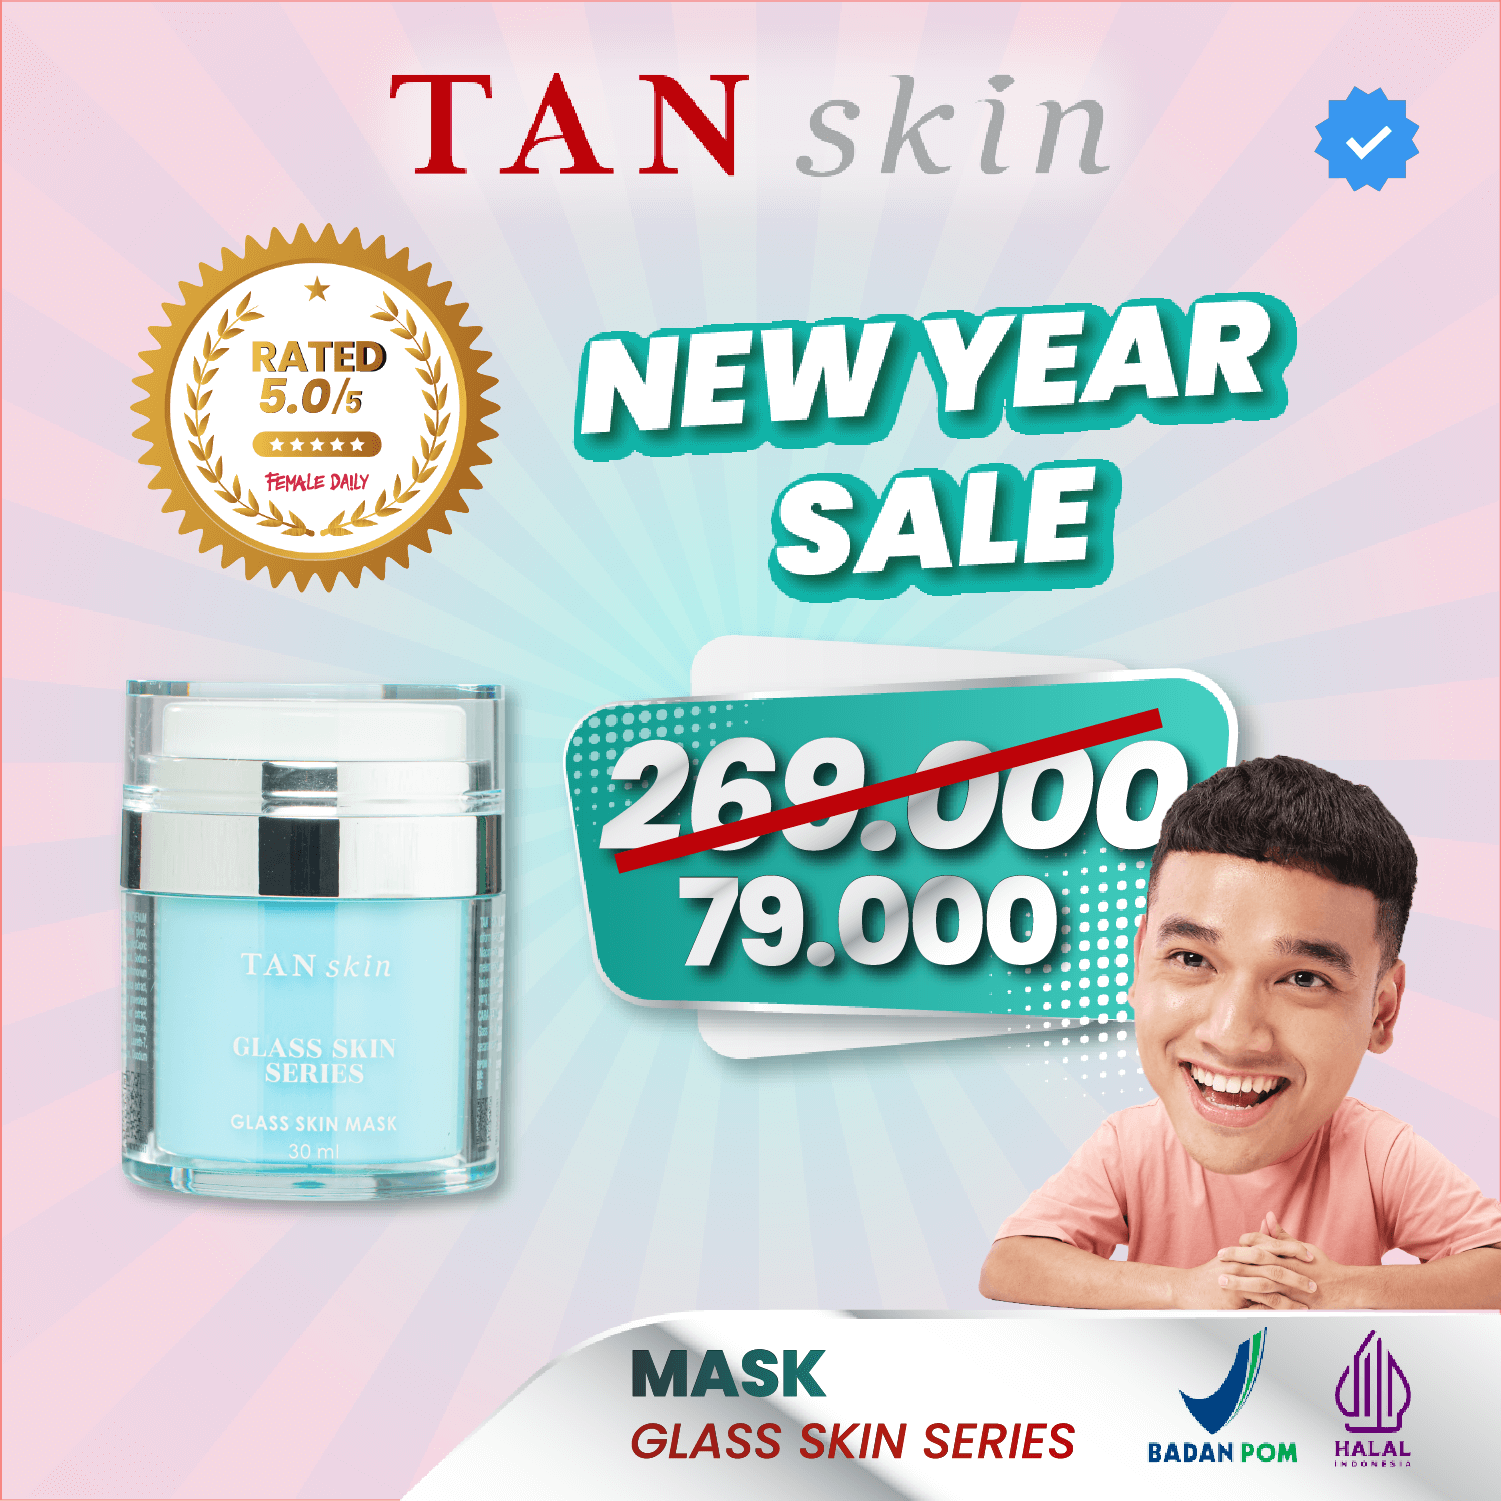 TAN skin
RATED
5.0/5
FEMALE DAILY
NEW YEAR
SALE
269.000
79.000
TAN skin
GLASS SKIN
SERIES
GLASS SKIN MASK
30 ml
MASK
GLASS SKIN SERIES
BADAN POM
HALAL
INDONESIA